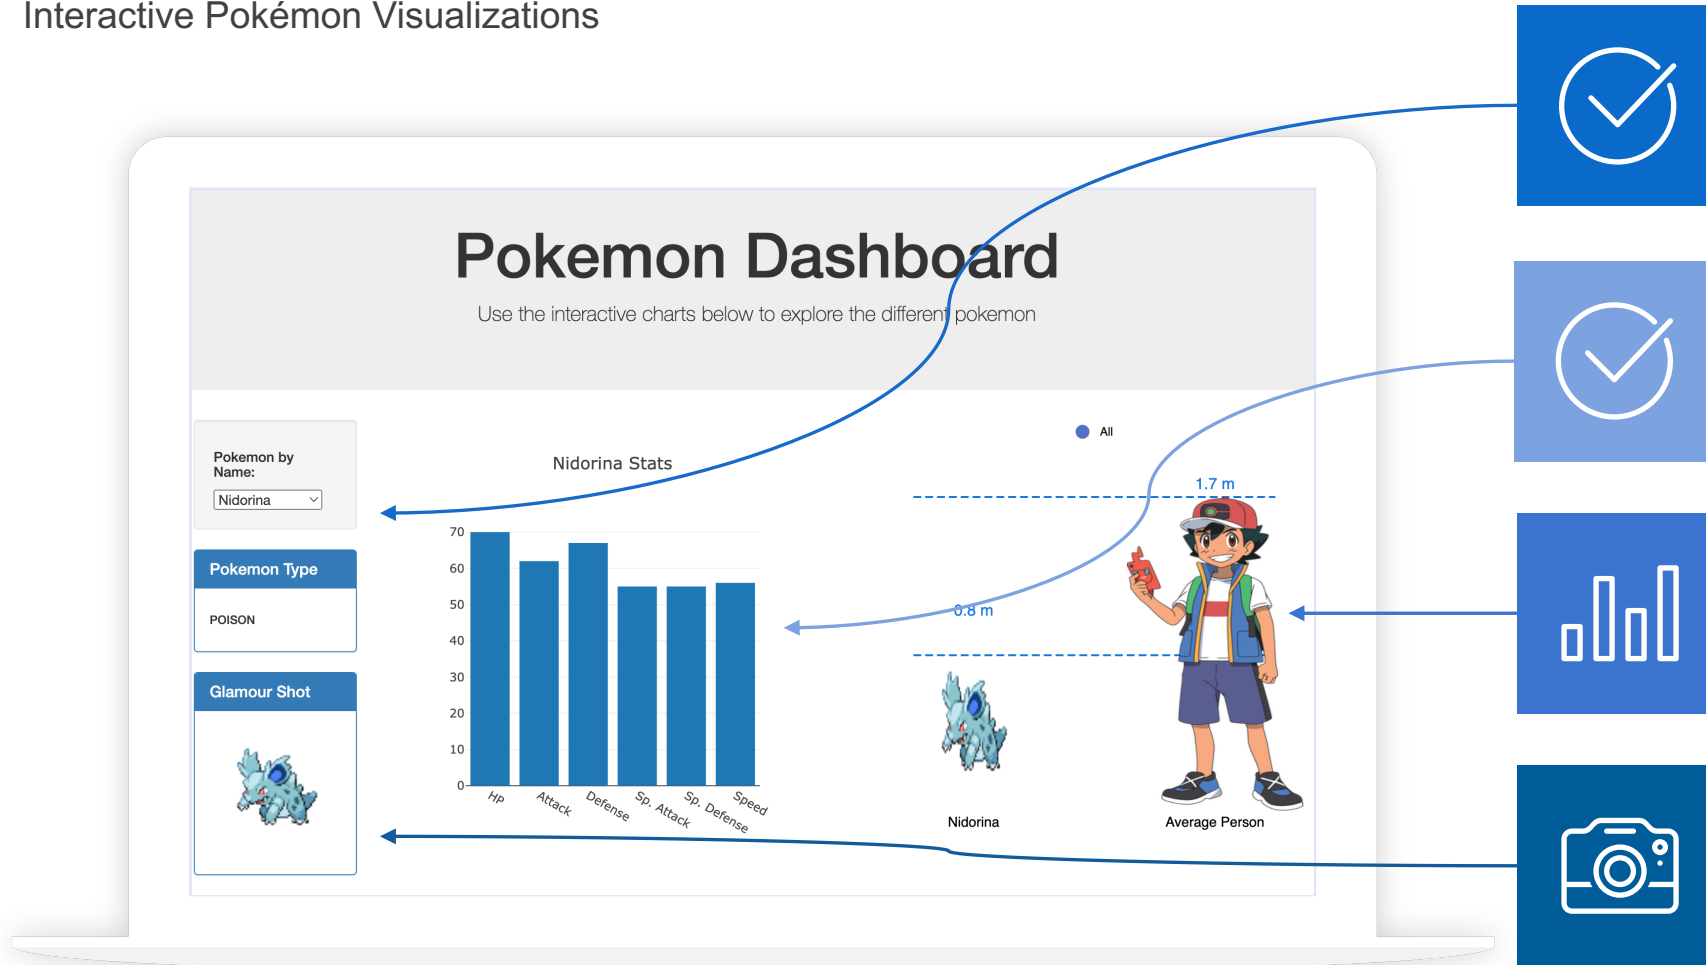 Interactive Pokémon Visualizations
Pokemon Dashboard
Use the interactive charts below to explore the different pokemon
Pokemon by
Name:
Nidorina
Pokemon Type
POISON
Glamour Shot
Nidorina Stats
70
60
50
40
30
20
10
0
HP
Attack
Defense
Sp. Attack
Sp. Defense
Speed
All
1.7 m
0.8 m
Nidorina
Average Person